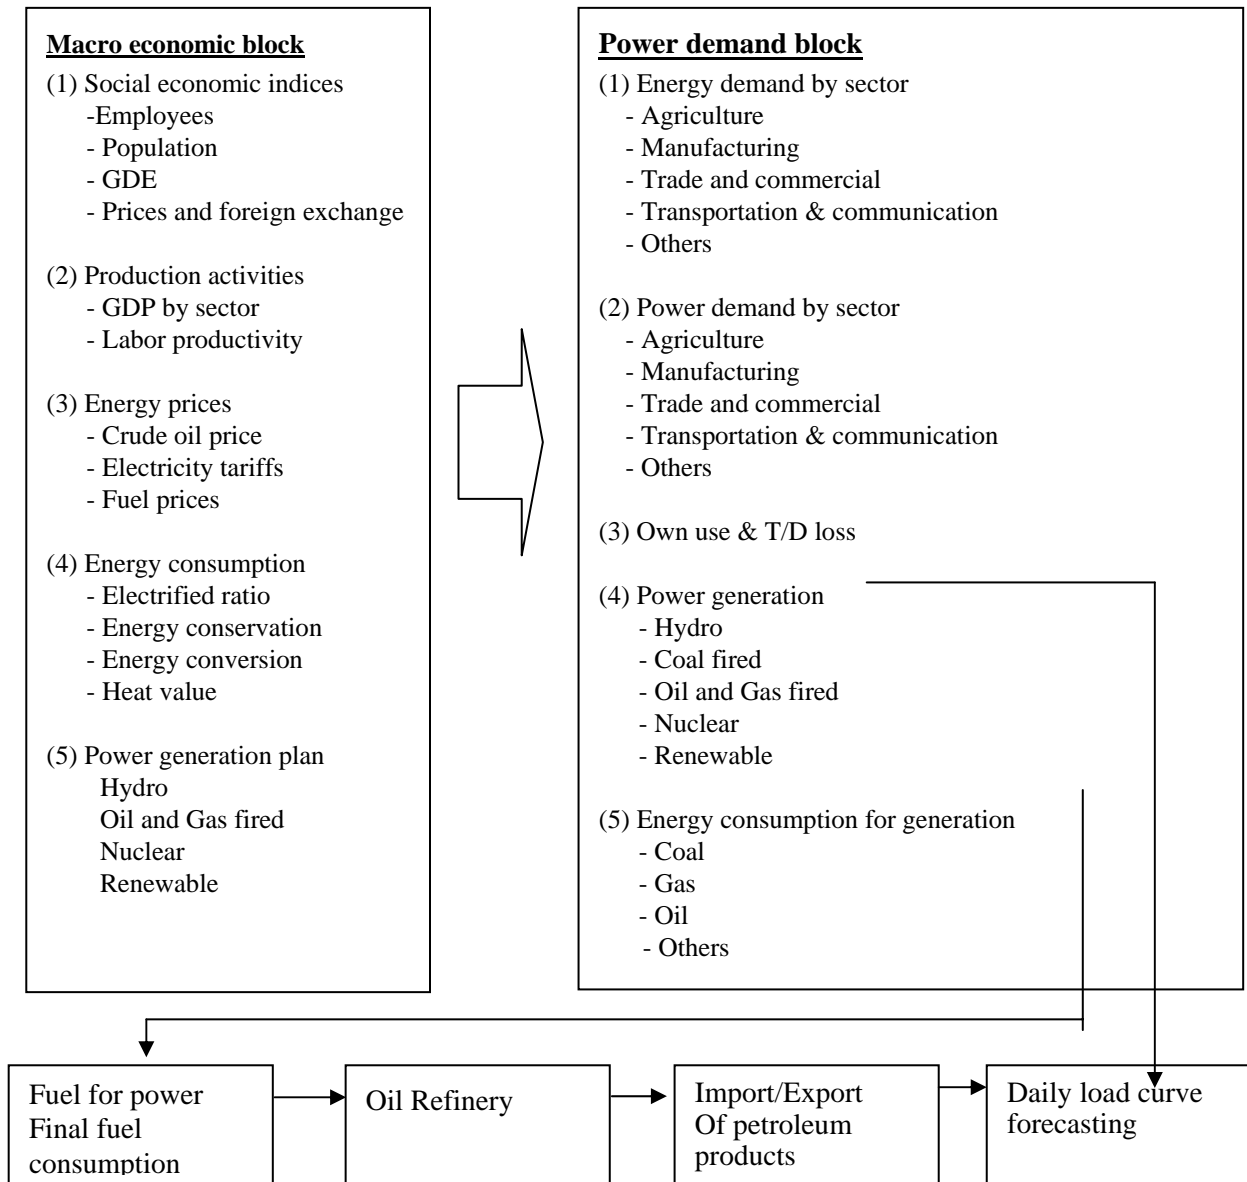 Macro economic block
(1) Social economic indices
-Employees
- Population
- GDE
- Prices and foreign exchange
(2) Production activities
- GDP by sector
- Labor productivity
(3) Energy prices
- Crude oil price
- Electricity tariffs
- Fuel prices
(4) Energy consumption
- Electrified ratio
- Energy conservation
- Energy conversion
- Heat value
(5) Power generation plan
Hydro
Oil and Gas fired
Nuclear
Renewable
Power demand block
(1) Energy demand by sector
- Agriculture
- Manufacturing
- Trade and commercial
- Transportation & communication
- Others
(2) Power demand by sector
- Agriculture
- Manufacturing
- Trade and commercial
- Transportation & communication
- Others
(3) Own use & T/D loss
(4) Power generation
- Hydro
- Coal fired
- Oil and Gas fired
- Nuclear
- Renewable
(5) Energy consumption for generation
- Coal
- Gas
- Oil
- Others
Fuel for power
Final fuel
consumption
Oil Refinery
Import/Export
Of petroleum
products
Daily load curve
forecasting